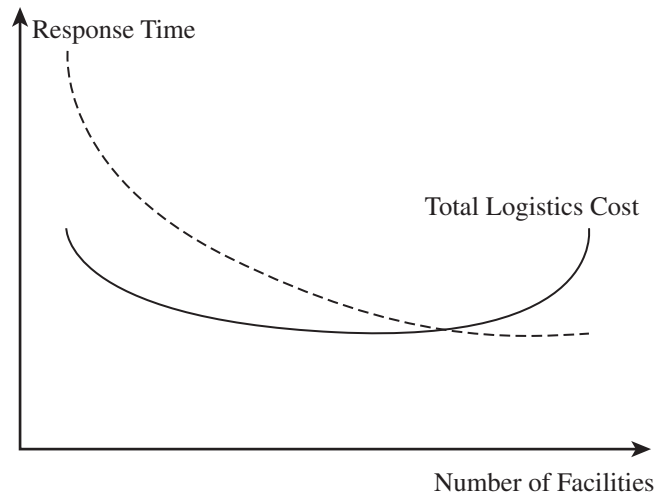 Response Time
Total Logistics Cost
Number of Facilities